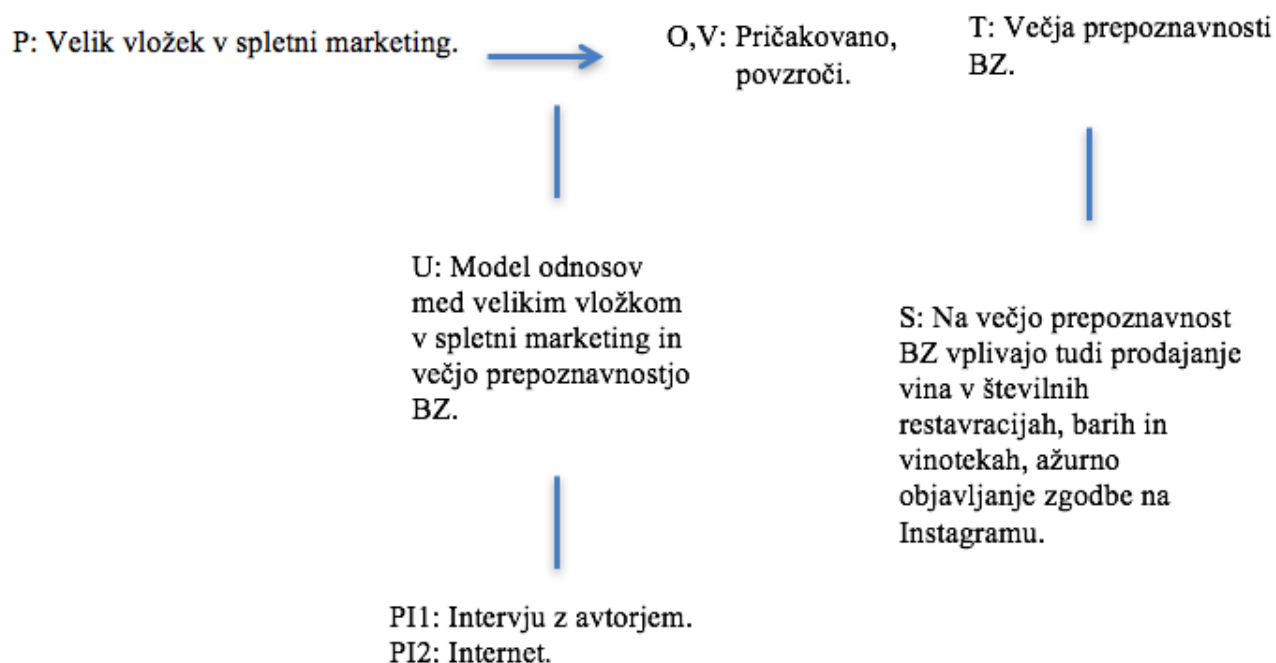 P: Velik vložek v spletni marketing.
O,V: Pričakovano,
povzroči.
T: Večja prepoznavnosti
BZ.
U: Model odnosov
med velikim vložkom
v spletni marketing in
večjo prepoznavnostjo
BZ.
S: Na večjo prepoznavnost
BZ vplivajo tudi prodajanje
vina v številnih
restavracijah, barih in
vinotekah, ažurno
objavljanje zgodbe na
Instagramu.
PI1: Intervju z avtorjem.
PI2: Internet.